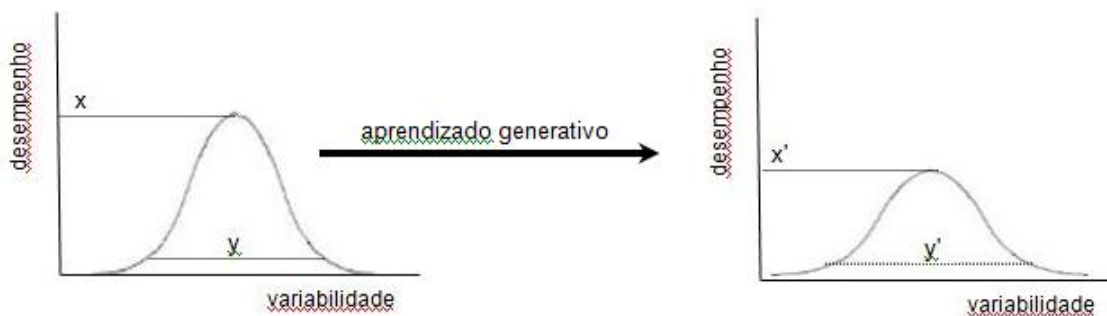 desempenho
x
y
variabilidade
aprendizado generativo
desempenho
x'
y'
variabilidade